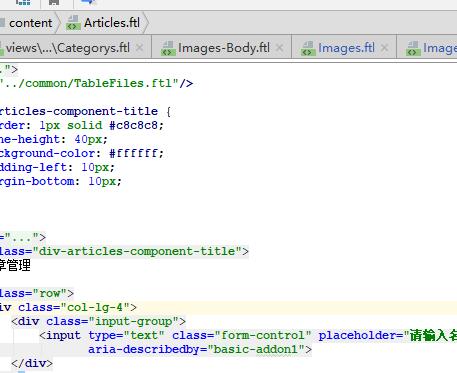 content Articles.ftl
views\...\Categorys.ftl Images-Body.ftl Images.ftl Image
.">
"../common/TableFiles.ftl"/>
rticles-component-title {
rder: 1px solid #c8c8c8;
ne-height: 40px;
ckground-color: #ffffff;
dding-left: 10px;
rgin-bottom: 10px;
="...">
lass="div-articles-component-title">
章管理
lass="row">
iv class="col-lg-4">
<div class="input-group">
<input type="text" class="form-control" placeholder="请输入名
aria-describedby="basic-addon1">
</div>